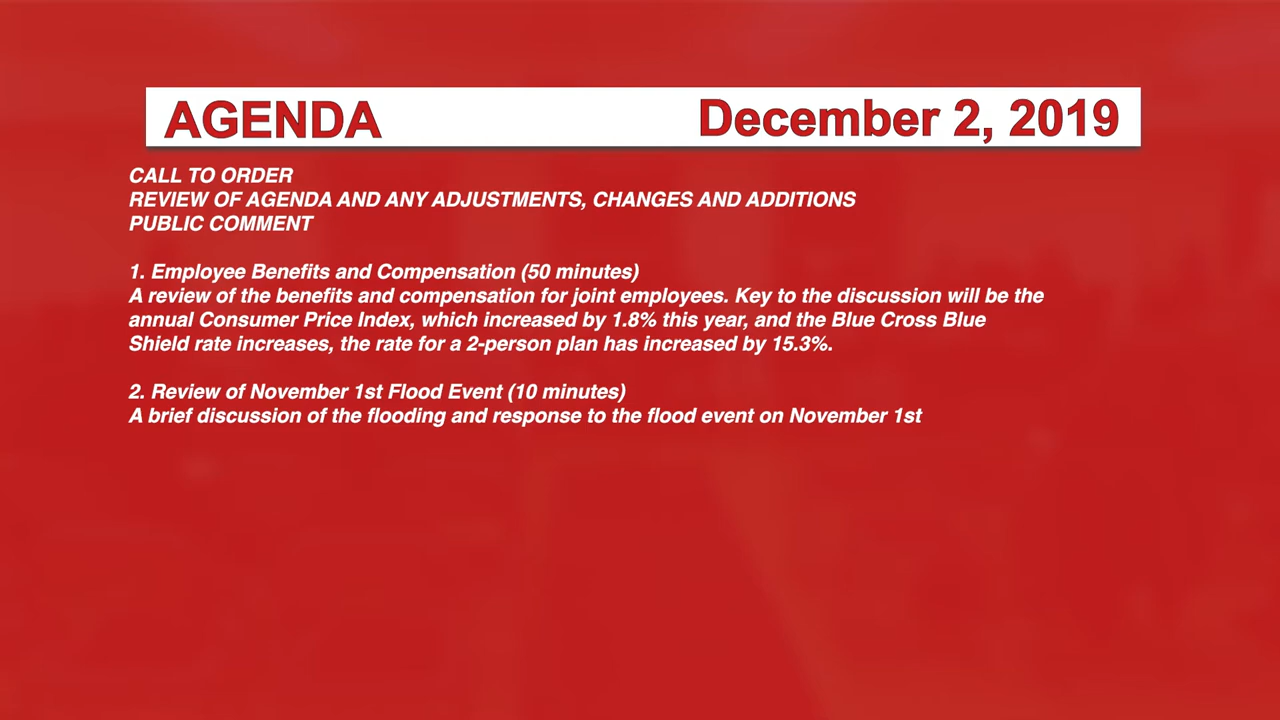 AGENDA December 2, 2019
CALL TO ORDER
REVIEW OF AGENDA AND ANY ADJUSTMENTS, CHANGES AND ADDITIONS
PUBLIC COMMENT
1. Employee Benefits and Compensation (50 minutes)
A review of the benefits and compensation for joint employees. Key to the discussion will be the
annual Consumer Price Index, which increased by 1.8% this year, and the Blue Cross Blue
Shield rate increases, the rate for a 2-person plan has increased by 15.3%.
2. Review of November 1st Flood Event (10 minutes)
A brief discussion of the flooding and response to the flood event on November 1st